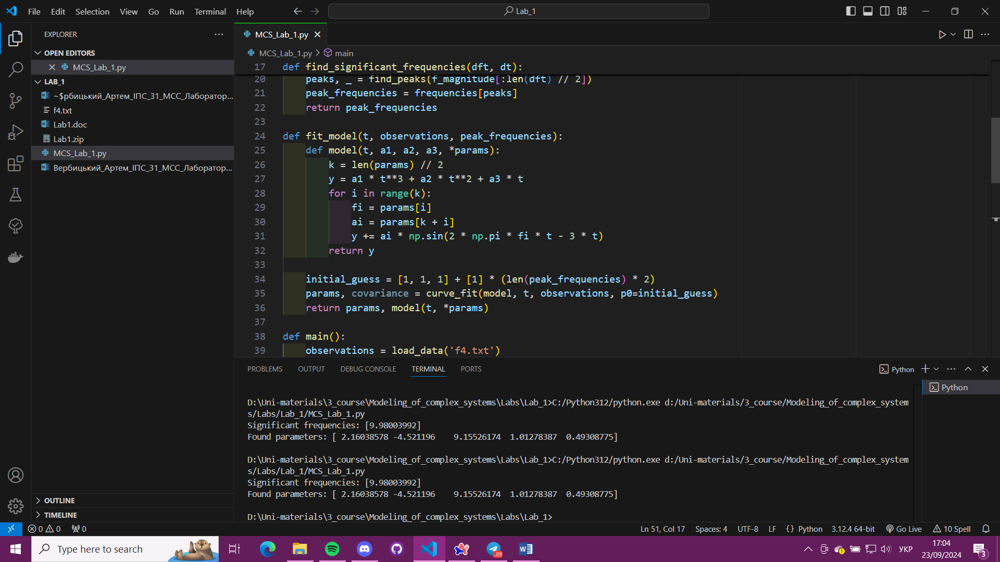 File Edit Selection View Go Run Terminal Help
Lab_1
EXPLORER
OPEN EDITORS
MCS_Lab_1.py
LAB_1
~$рбицький_Артем_ІПС_31_МСС_Лаборатор...
f4.txt
Lab1.doc
Lab1.zip
MCS_Lab_1.py
Вербицький_Артем_ІПС_31_МСС_Лаборатор...
OUTLINE
TIMELINE
MCS_Lab_1.py
MCS_Lab_1.py > main
17 def find_significant_frequencies(dft, dt):
20 peaks, _ = find_peaks(f_magnitude[:len(dft) // 2])
21 peak_frequencies = frequencies[peaks]
22 return peak_frequencies
23
24 def fit_model(t, observations, peak_frequencies):
25 def model(t, a1, a2, a3, *params):
26 k = len(params) // 2
27 y = a1 * t**3 + a2 * t**2 + a3 * t
28 for i in range(k):
29 fi = params[i]
30 ai = params[k + i]
31 y += ai * np.sin(2 * np.pi * fi * t - 3 * t)
32 return y
33
34 initial_guess = [1, 1, 1] + [1] * (len(peak_frequencies) * 2)
35 params, covariance = curve_fit(model, t, observations, p0=initial_guess)
36 return params, model(t, *params)
37
38 def main():
39 observations = load_data('f4.txt')
PROBLEMS OUTPUT DEBUG CONSOLE TERMINAL PORTS
Python
Python
D:\Uni-materials\3_course\Modeling_of_complex_systems\Labs\Lab_1>C:/Python312/python.exe d:/Uni-materials/3_course/Modeling_of_complex_system
s/Labs/Lab_1/MCS_Lab_1.py
Significant frequencies: [9.98003992]
Found parameters: [ 2.16038578 -4.521196    9.15526174  1.01278387  0.49308775]
D:\Uni-materials\3_course\Modeling_of_complex_systems\Labs\Lab_1>C:/Python312/python.exe d:/Uni-materials/3_course/Modeling_of_complex_system
s/Labs/Lab_1/MCS_Lab_1.py
Significant frequencies: [9.98003992]
Found parameters: [ 2.16038578 -4.521196    9.15526174  1.01278387  0.49308775]
D:\Uni-materials\3_course\Modeling_of_complex_systems\Labs\Lab_1>
0 0 0 Ln 51, Col 17 Spaces: 4 UTF-8 LF {} Python 3.12.4 64-bit Go Live 10 Spell
Type here to search
09
УКР
17:04
23/09/2024
3